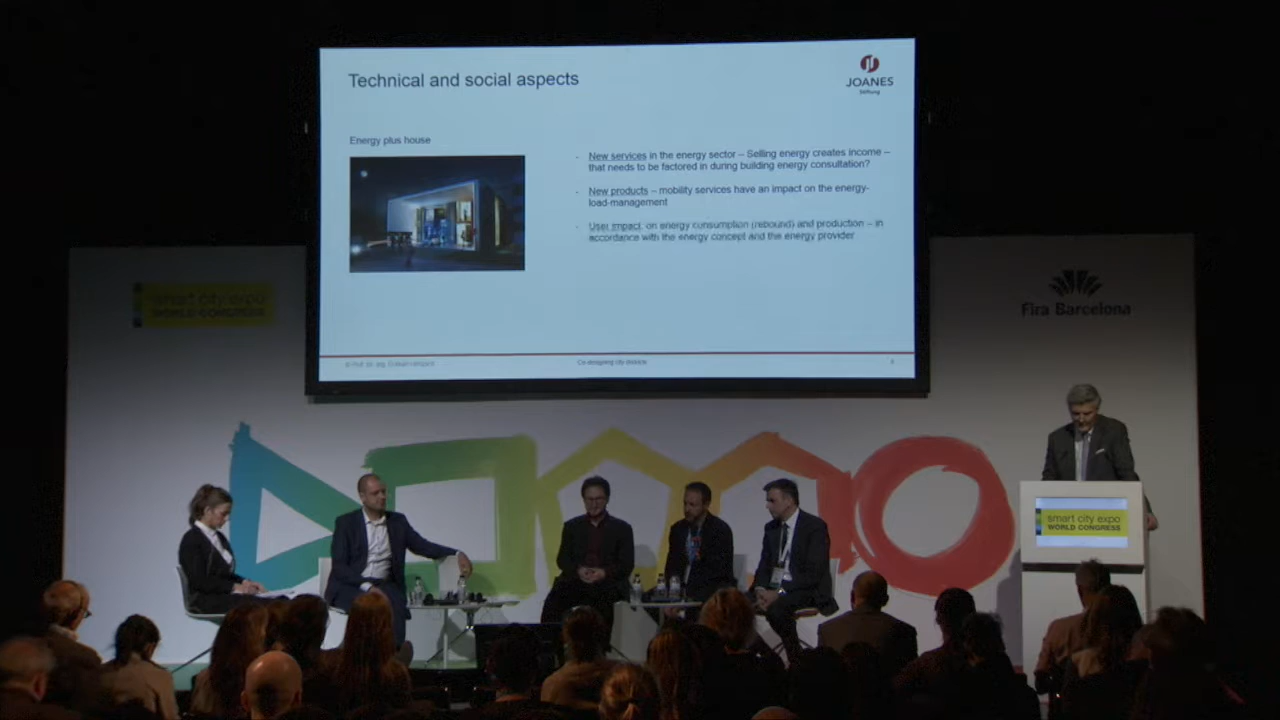 Technical and social aspects
JOANES
Stiftung
Energy plus house
- New services in the energy sector – Selling energy creates income –
that needs to be factored in during building energy consultation?
- New products – mobility services have an impact on the energy-
load-management
- User impact: on energy consumption (rebound) and production – in
accordance with the energy concept and the energy provider
Co-designing city districts
smart city expo
WORLD CONGRESS
Fira Barcelona
smart city expo
WORLD CONGRESS